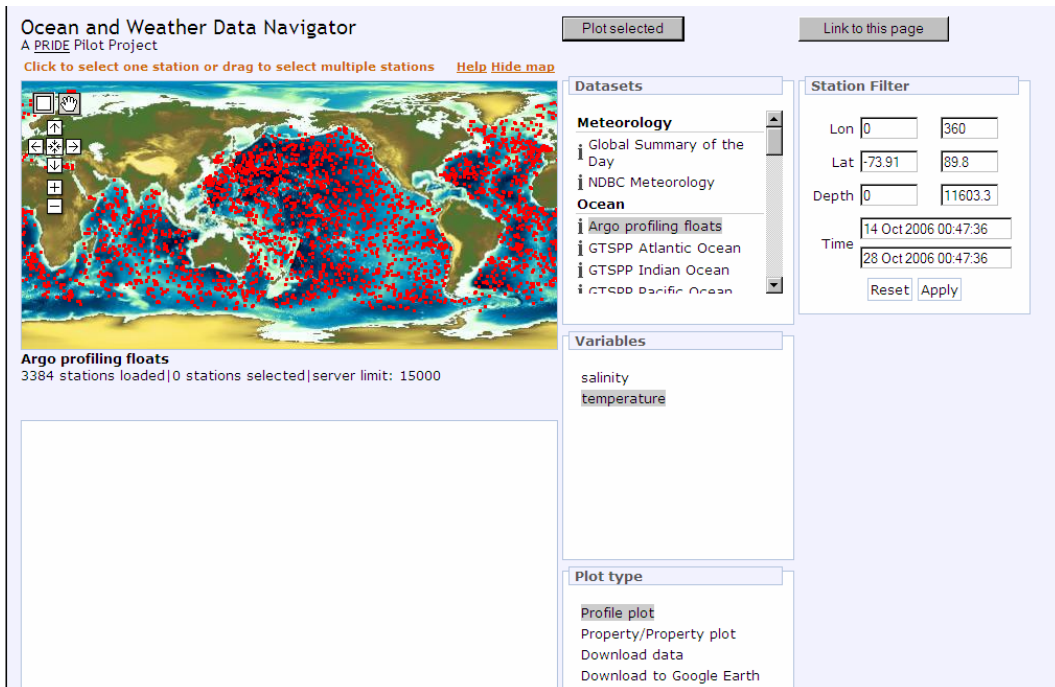 Ocean and Weather Data Navigator
A PRIDE Pilot Project
Click to select one station or drag to select multiple stations Help Hide map
Argo profiling floats
3384 stations loaded|0 stations selected|server limit: 15000
Plot selected
Link to this page
Datasets
Meteorology
Global Summary of the
Day
NDBC Meteorology
Ocean
Argo profiling floats
GTSPP Atlantic Ocean
GTSPP Indian Ocean
GTSPP Pacific Ocean
Variables
salinity
temperature
Plot type
Profile plot
Property/Property plot
Download data
Download to Google Earth
Station Filter
Lon 0 360
Lat -73.91 89.8
Depth 0 11603.3
Time 14 Oct 2006 00:47:36
28 Oct 2006 00:47:36
Reset Apply